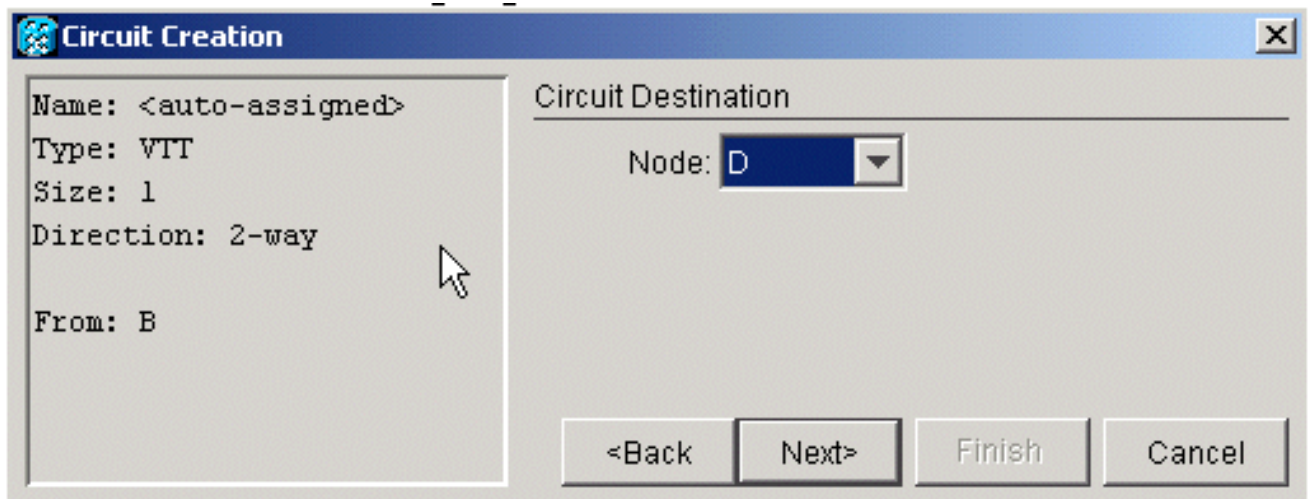 Circuit Creation
Name: <auto-assigned>
Type: VTT
Size: 1
Direction: 2-way
From: B
Circuit Destination
Node: D
<Back
Next>
Finish
Cancel